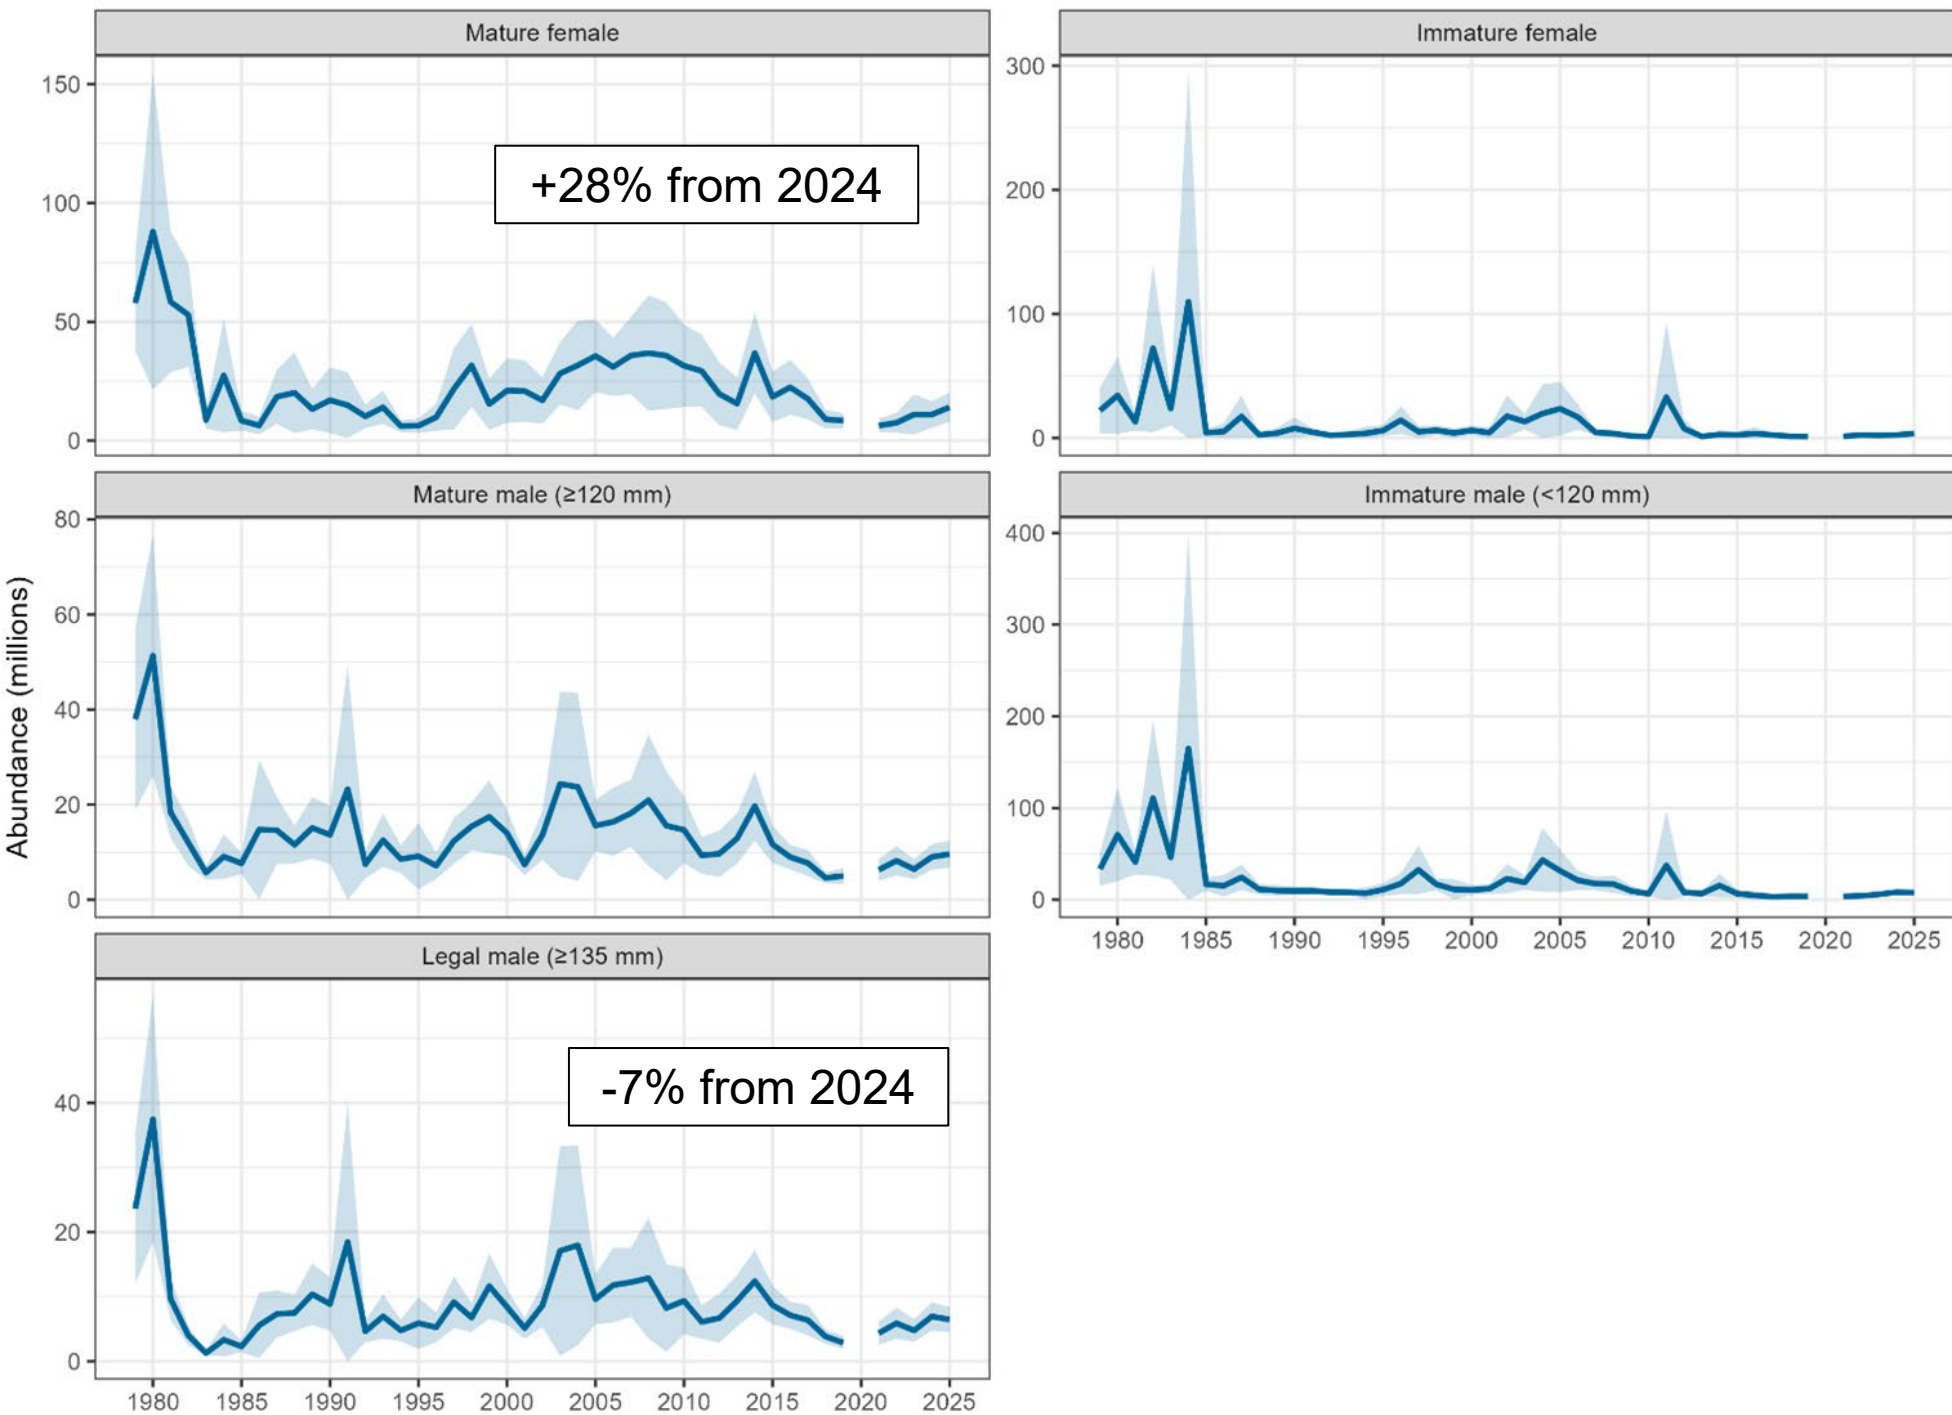 Mature female
150
100
50
0
+28% from 2024
Immature female
300
200
100
0
Abundance (millions)
Mature male (≥120 mm)
80
60
40
20
0
Immature male (<120 mm)
400
300
200
100
0
1980 1985 1990 1995 2000 2005 2010 2015 2020 2025
Legal male (≥135 mm)
40
20
0
-7% from 2024
1980 1985 1990 1995 2000 2005 2010 2015 2020 2025